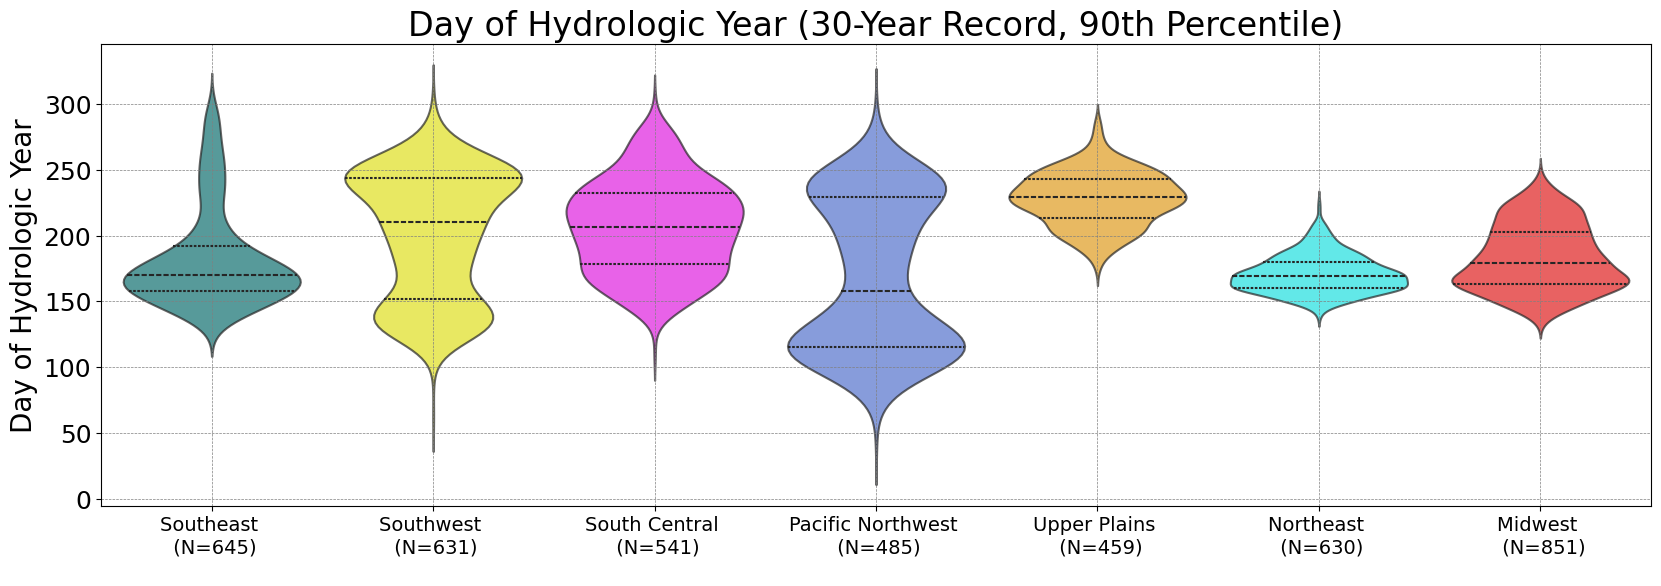 Day of Hydrologic Year (30-Year Record, 90th Percentile)
Day of Hydrologic Year
300
250
200
150
100
50
0
Southeast
(N=645)
Southwest
(N=631)
South Central
(N=541)
Pacific Northwest
(N=485)
Upper Plains
(N=459)
Northeast
(N=630)
Midwest
(N=851)